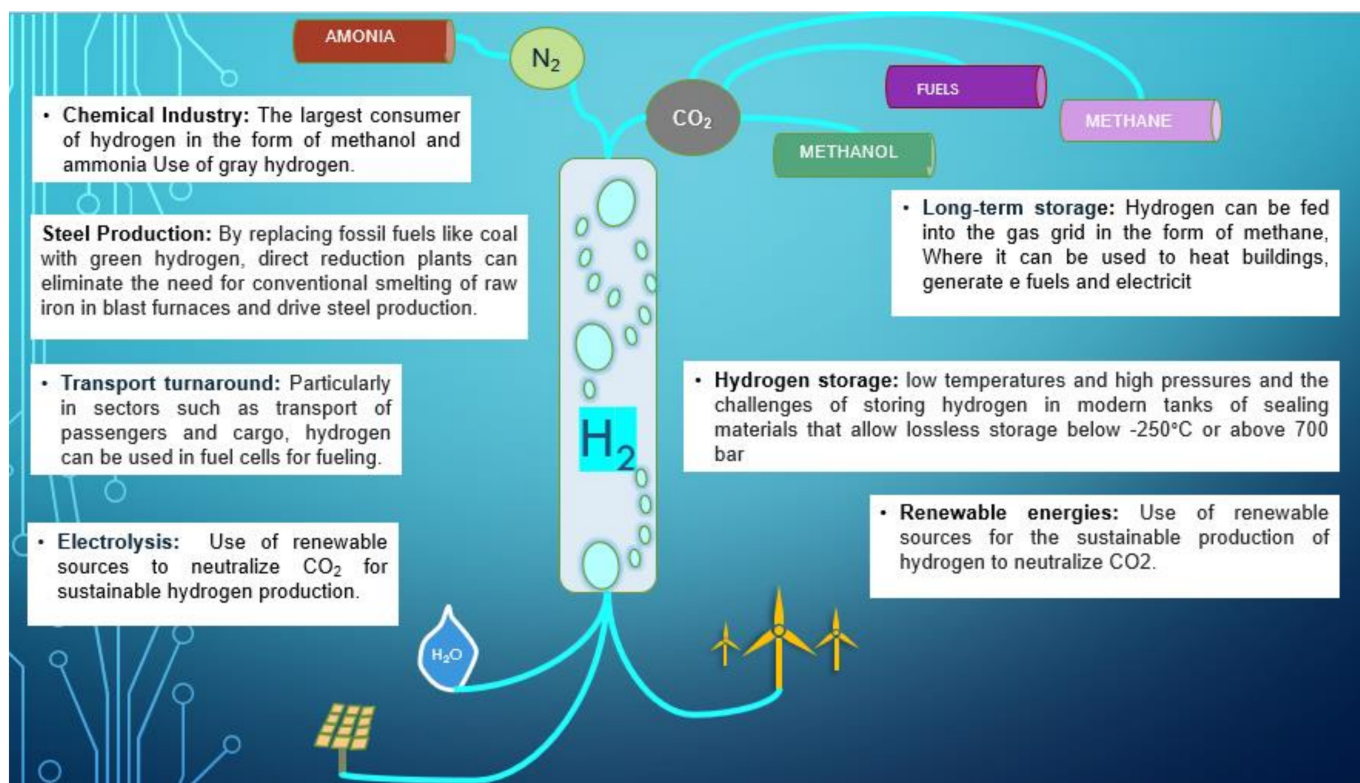 AMONIA
N₂
CO₂
FUELS
METHANE
METHANOL
• Chemical Industry: The largest consumer
of hydrogen in the form of methanol and
ammonia Use of gray hydrogen.
Steel Production: By replacing fossil fuels like coal
with green hydrogen, direct reduction plants can
eliminate the need for conventional smelting of raw
iron in blast furnaces and drive steel production.
• Transport turnaround: Particularly
in sectors such as transport of
passengers and cargo, hydrogen
can be used in fuel cells for fueling.
• Electrolysis: Use of renewable
sources to neutralize CO₂ for
sustainable hydrogen production.
H₂
• Long-term storage: Hydrogen can be fed
into the gas grid in the form of methane,
Where it can be used to heat buildings,
generate e fuels and electricit
• Hydrogen storage: low temperatures and high pressures and the
challenges of storing hydrogen in modern tanks of sealing
materials that allow lossless storage below -250°C or above 700
bar
• Renewable energies: Use of renewable
sources for the sustainable production of
hydrogen to neutralize CO2.
H₂O